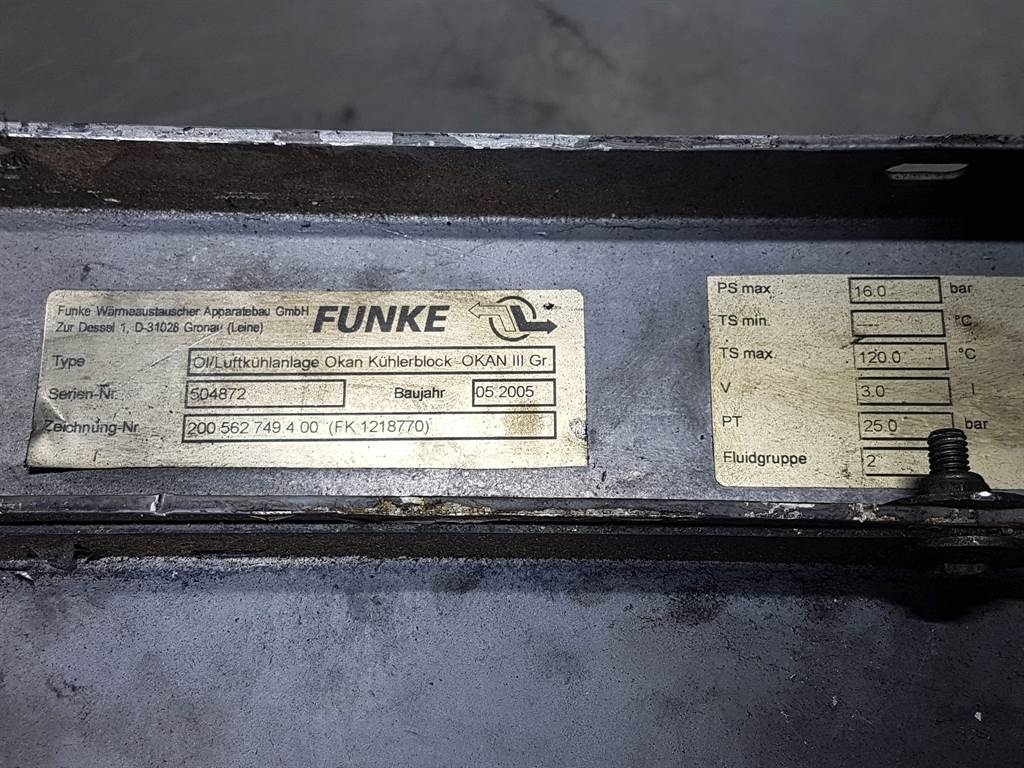 Funke Wärmeaustauscher Apparatebau GmbH
Zur Dessel 1, D-31028 Gronau (Leine)
FUNKE
Type Öl/Luftkühlanlage Okan Kühlerblock OKAN III Gr.
Serien-Nr. 504872 Baujahr 05.2005
Zeichnung-Nr 200 562 749 4 00 (FK 1218770)
PS max 16.0 bar
TS min. --- °C
TS max. 120.0 °C
V 3.0 l
PT 25.0 bar
Fluidgruppe 2